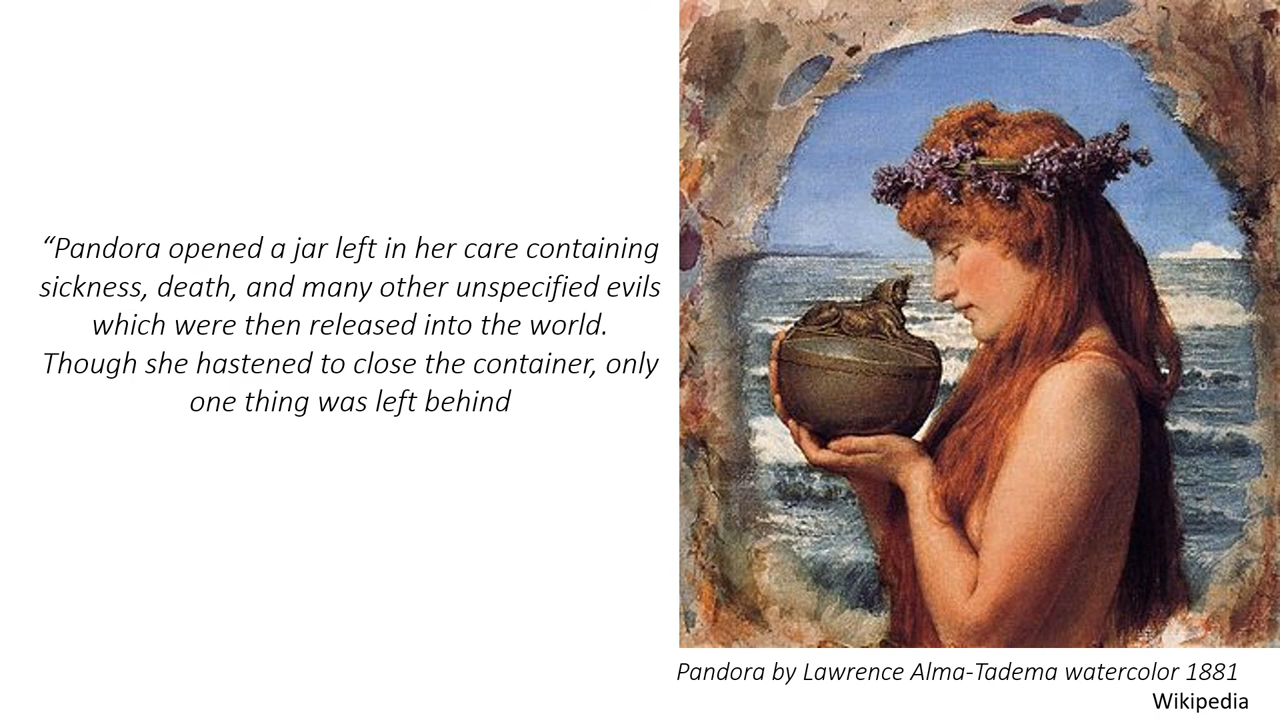 “Pandora opened a jar left in her care containing
sickness, death, and many other unspecified evils
which were then released into the world.
Though she hastened to close the container, only
one thing was left behind
Pandora
Pandora by Lawrence Alma-Tadema watercolor 1881
Wikipedia